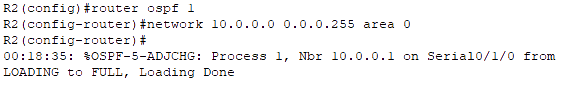 R2(config)#router ospf 1
R2(config-router)#network 10.0.0.0 0.0.0.255 area 0
R2(config-router)#
00:18:35: %OSPF-5-ADJCHG: Process 1, Nbr 10.0.0.1 on Serial0/1/0 from
LOADING to FULL, Loading Done